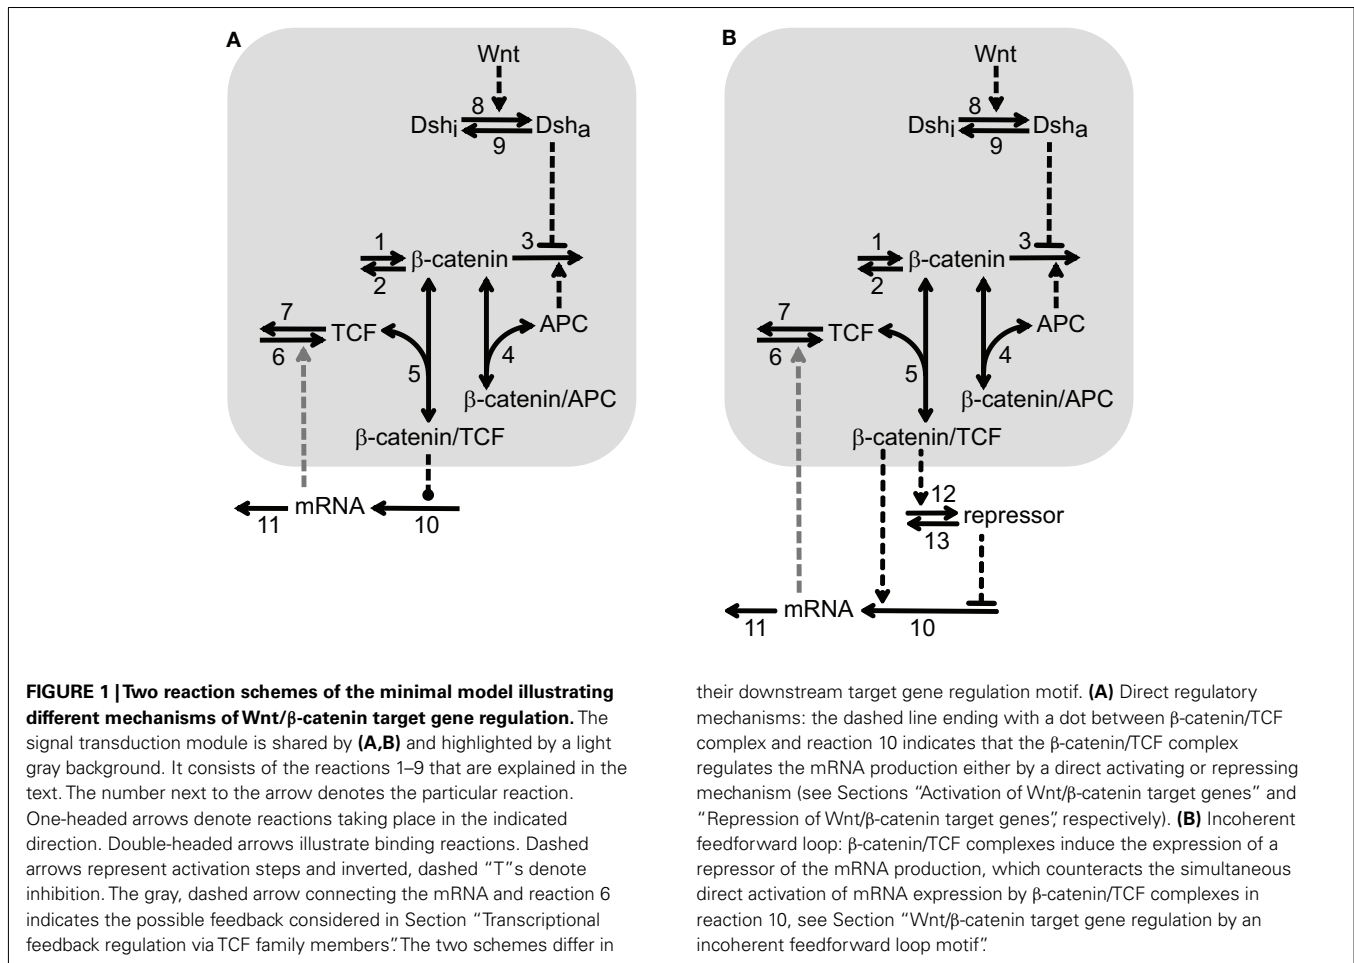 A
Wnt
8
Dshi
Dsha
9
1
3
β-catenin
2
7
TCF
APC
6
5
4
β-catenin/APC
β-catenin/TCF
mRNA
11
10
B
Wnt
8
Dshi
Dsha
9
1
3
β-catenin
2
7
TCF
APC
6
5
4
β-catenin/APC
β-catenin/TCF
12
repressor
13
mRNA
11
10
FIGURE 1 | Two reaction schemes of the minimal model illustrating
different mechanisms of Wnt/β-catenin target gene regulation. The
signal transduction module is shared by (A,B) and highlighted by a light
gray background. It consists of the reactions 1–9 that are explained in the
text. The number next to the arrow denotes the particular reaction.
One-headed arrows denote reactions taking place in the indicated
direction. Double-headed arrows illustrate binding reactions. Dashed
arrows represent activation steps and inverted, dashed “T”s denote
inhibition. The gray, dashed arrow connecting the mRNA and reaction 6
indicates the possible feedback considered in Section “Transcriptional
feedback regulation via TCF family members”. The two schemes differ in
their downstream target gene regulation motif. (A) Direct regulatory
mechanisms: the dashed line ending with a dot between β-catenin/TCF
complex and reaction 10 indicates that the β-catenin/TCF complex
regulates the mRNA production either by a direct activating or repressing
mechanism (see Sections “Activation of Wnt/β-catenin target genes” and
“Repression of Wnt/β-catenin target genes”, respectively). (B) Incoherent
feedforward loop: β-catenin/TCF complexes induce the expression of a
repressor of the mRNA production, which counteracts the simultaneous
direct activation of mRNA expression by β-catenin/TCF complexes in
reaction 10, see Section “Wnt/β-catenin target gene regulation by an
incoherent feedforward loop motif”.